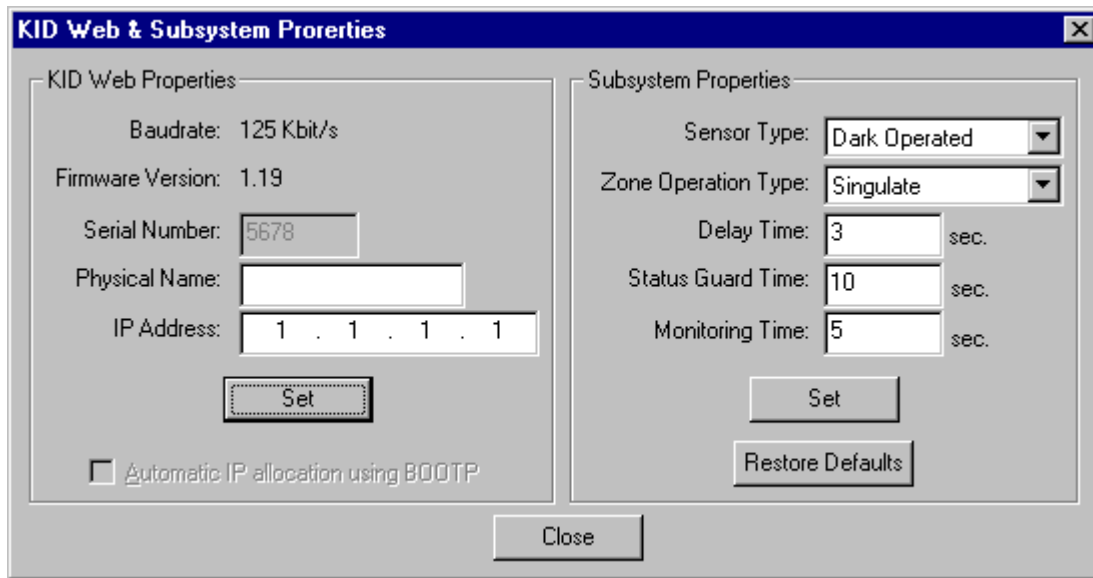 KID Web & Subsystem Prorerties
KID Web Properties
Baudrate: 125 Kbit/s
Firmware Version: 1.19
Serial Number: 5678
Physical Name:
IP Address: 1 . 1 . 1 . 1
Set
Automatic IP allocation using BOOTP
Subsystem Properties
Sensor Type: Dark Operated
Zone Operation Type: Singulate
Delay Time: 3 sec.
Status Guard Time: 10 sec.
Monitoring Time: 5 sec.
Set
Restore Defaults
Close